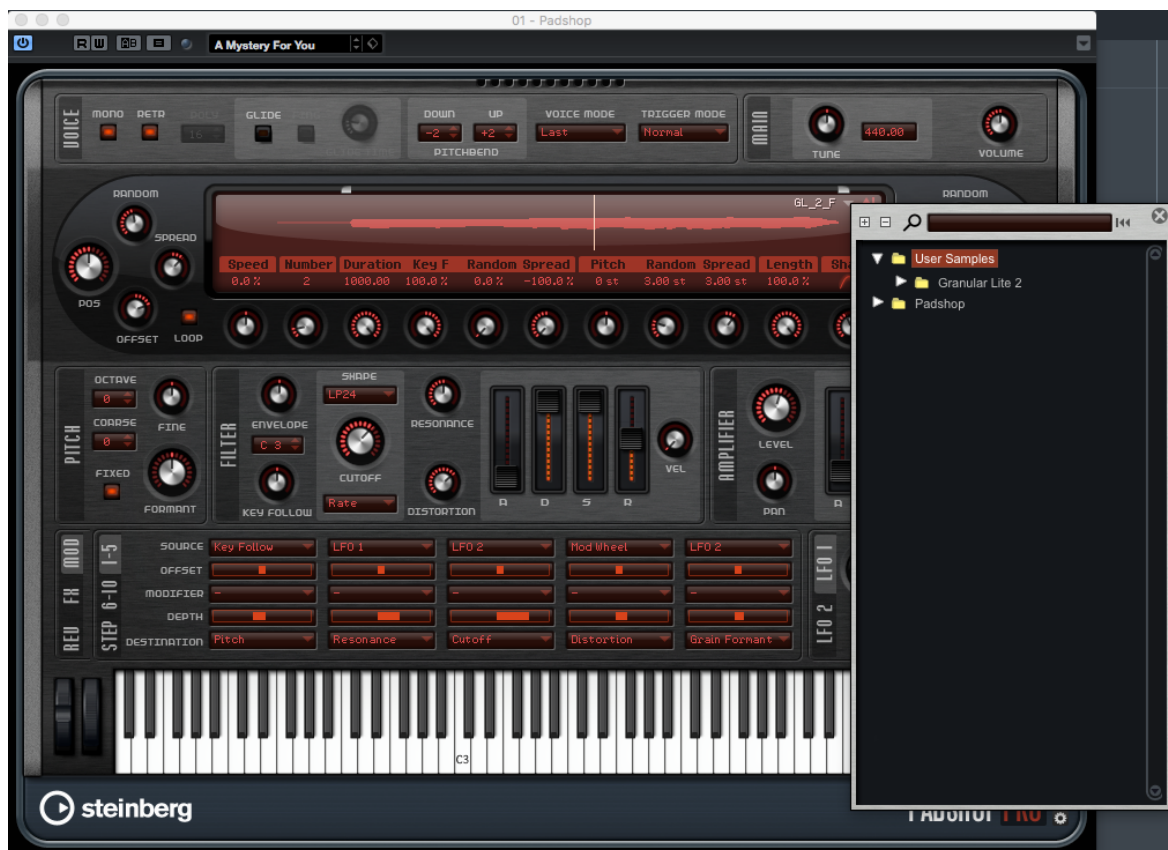 01 - Padshop
R W AB A Mystery For You
VOICE MONO RETR POLY GLIDE DOWN UP VOICE MODE TRIGGER MODE
16 -2 +2 Last Normal
PITCHBEND
MAIN TUNE 440.00 VOLUME
RANDOM SPREAD POS OFFSET LOOP
GL_2_F
RANDOM
Speed Number Duration Key F Random Spread Pitch Random Spread Length Sh
0.0 % 2 1000.00 100.0 % 0.0 % -100.0 % 0 st 3.00 st 3.00 st 100.0 %
User Samples
Granular Lite 2
Padshop
PITCH OCTAVE 0 FINE
COARSE 0
FIXED FORMANT
FILTER ENVELOPE SHAPE LP24 RESONANCE
C 3 CUTOFF
KEY FOLLOW Rate DISTORTION A D S R VEL
AMPLIFIER LEVEL
PAN A
MOD FX REV
1-5 6-10 STEP
SOURCE Key Follow LFO 1 LFO 2 Mod Wheel LFO 2
OFFSET
MODIFIER - - - - -
DEPTH
DESTINATION Pitch Resonance Cutoff Distortion Grain Formant
LFO 1 LFO 2
C3
steinberg
PADSHOP PRO